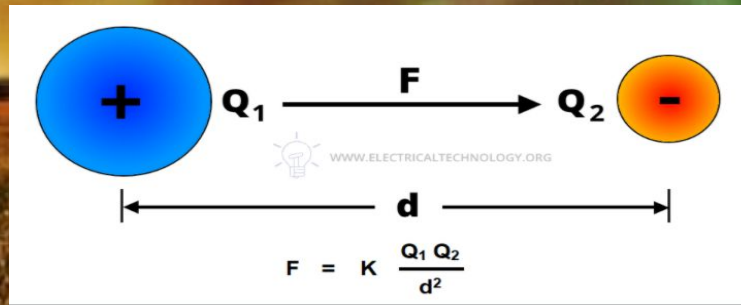 F
+ Q₁ Q₂ -
WWW.ELECTRICALTECHNOLOGY.ORG
d
F = K Q₁ Q₂ / d²